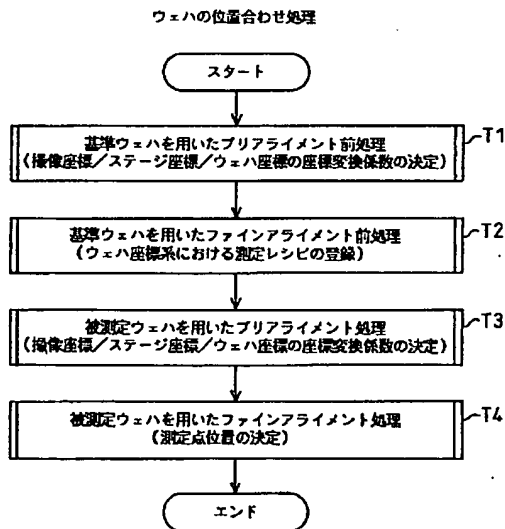 ウェハの位置合わせ処理
スタート
基準ウェハを用いたプリアライメント前処理
(撮像座標/ステージ座標/ウェハ座標の座標変換係数の決定)
T1
基準ウェハを用いたファインアライメント前処理
(ウェハ座標系における測定レシピの登録)
T2
被測定ウェハを用いたプリアライメント処理
(撮像座標/ステージ座標/ウェハ座標の座標変換係数の決定)
T3
被測定ウェハを用いたファインアライメント処理
(測定点位置の決定)
T4
エンド